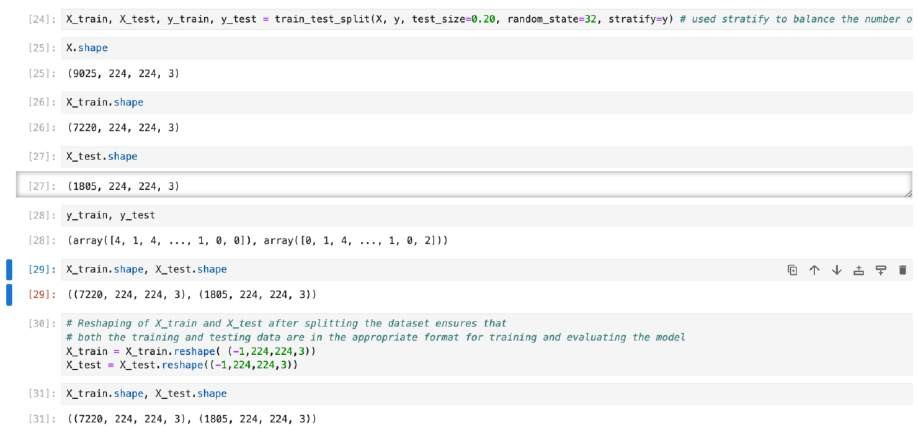 [24]: X_train, X_test, y_train, y_test = train_test_split(X, y, test_size=0.20, random_state=32, stratify=y) # used stratify to balance the number o
[25]: X.shape
[25]: (9025, 224, 224, 3)
[26]: X_train.shape
[26]: (7220, 224, 224, 3)
[27]: X_test.shape
[27]: (1805, 224, 224, 3)
[28]: y_train, y_test
[28]: (array([4, 1, 4, ..., 1, 0, 0]), array([0, 1, 4, ..., 1, 0, 2]))
[29]: X_train.shape, X_test.shape
[29]: ((7220, 224, 224, 3), (1805, 224, 224, 3))
[30]: # Reshaping of X_train and X_test after splitting the dataset ensures that
# both the training and testing data are in the appropriate format for training and evaluating the model
X_train = X_train.reshape( (-1,224,224,3))
X_test = X_test.reshape((-1,224,224,3))
[31]: X_train.shape, X_test.shape
[31]: ((7220, 224, 224, 3), (1805, 224, 224, 3))